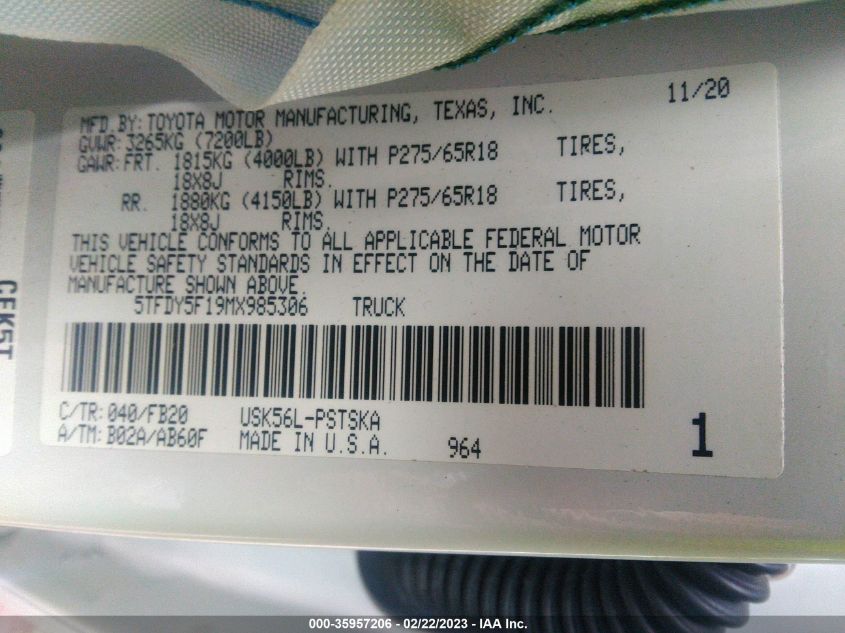 MFD.BY:TOYOTA MOTOR MANUFACTURING, TEXAS, INC. 11/20
GVWR:3265KG (7200LB)
GAWR:FRT. 1815KG (4000LB) WITH P275/65R18 TIRES,
18X8J RIMS.
RR. 1880KG (4150LB) WITH P275/65R18 TIRES,
18X8J RIMS.
THIS VEHICLE CONFORMS TO ALL APPLICABLE FEDERAL MOTOR
VEHICLE SAFETY STANDARDS IN EFFECT ON THE DATE OF
MANUFACTURE SHOWN ABOVE.
5TFDY5F19MX985306 TRUCK
C/TR:040/FB20 USK56L-PSTSKA
A/TM:B02A/AB60F MADE IN U.S.A. 964 1
000-35957206 - 02/22/2023 - IAA Inc.